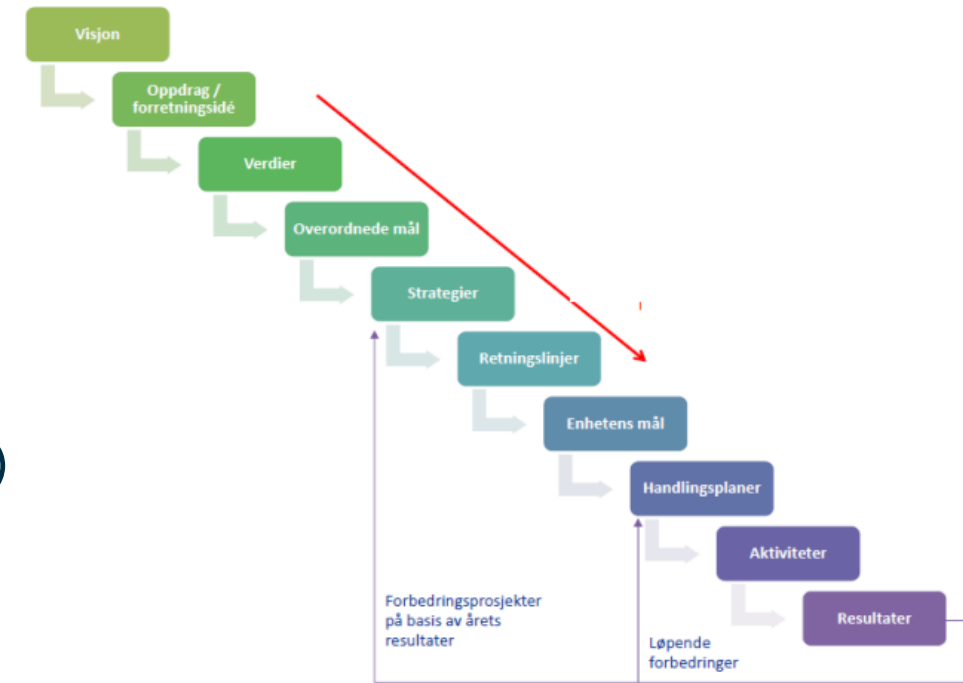 Visjon
Oppdrag /
forretningsidé
Verdier
Overordnede mål
Strategier
Retningslinjer
Enhetens mål
Handlingsplaner
Aktiviteter
Resultater
Forbedringsprosjekter
på basis av årets
resultater
Løpende
forbedringer